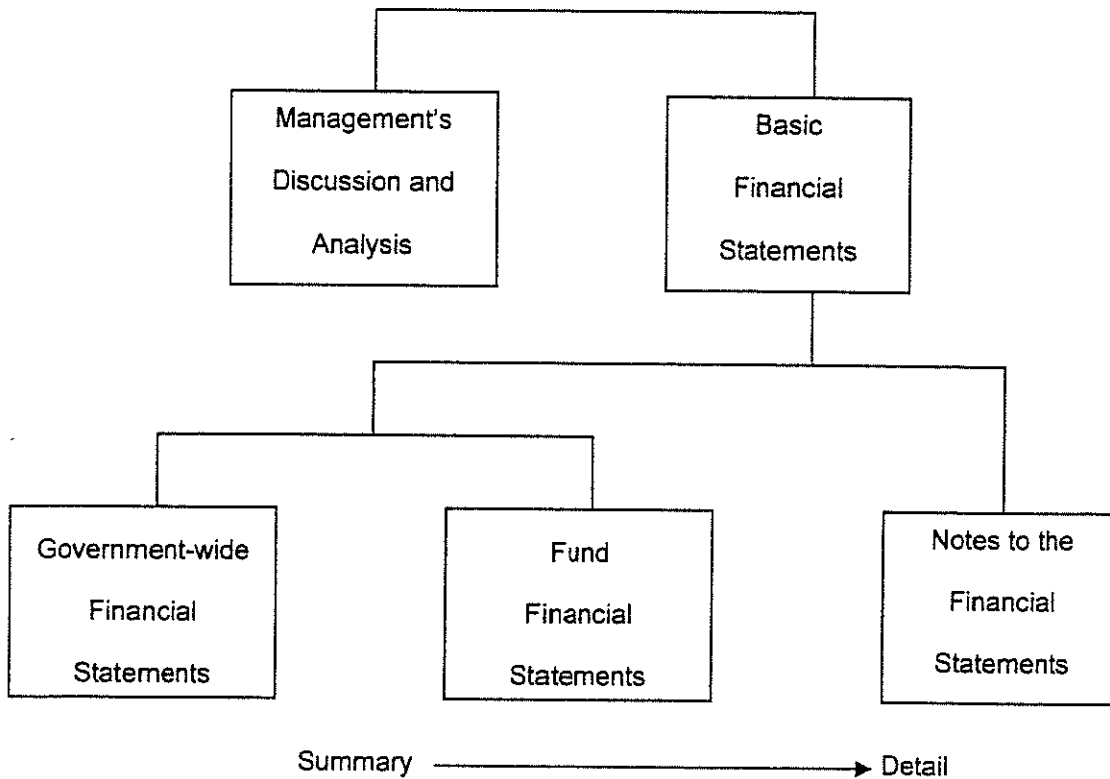 Management's
Discussion and
Analysis
Basic
Financial
Statements
Government-wide
Financial
Statements
Fund
Financial
Statements
Notes to the
Financial
Statements
Summary
Detail